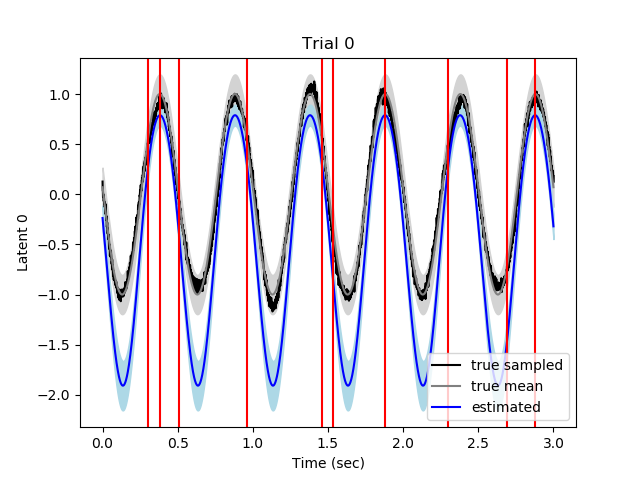 Trial 0
Latent 0
1.0
0.5
0.0
−0.5
−1.0
−1.5
−2.0
true sampled
true mean
estimated
0.0 0.5 1.0 1.5 2.0 2.5 3.0
Time (sec)